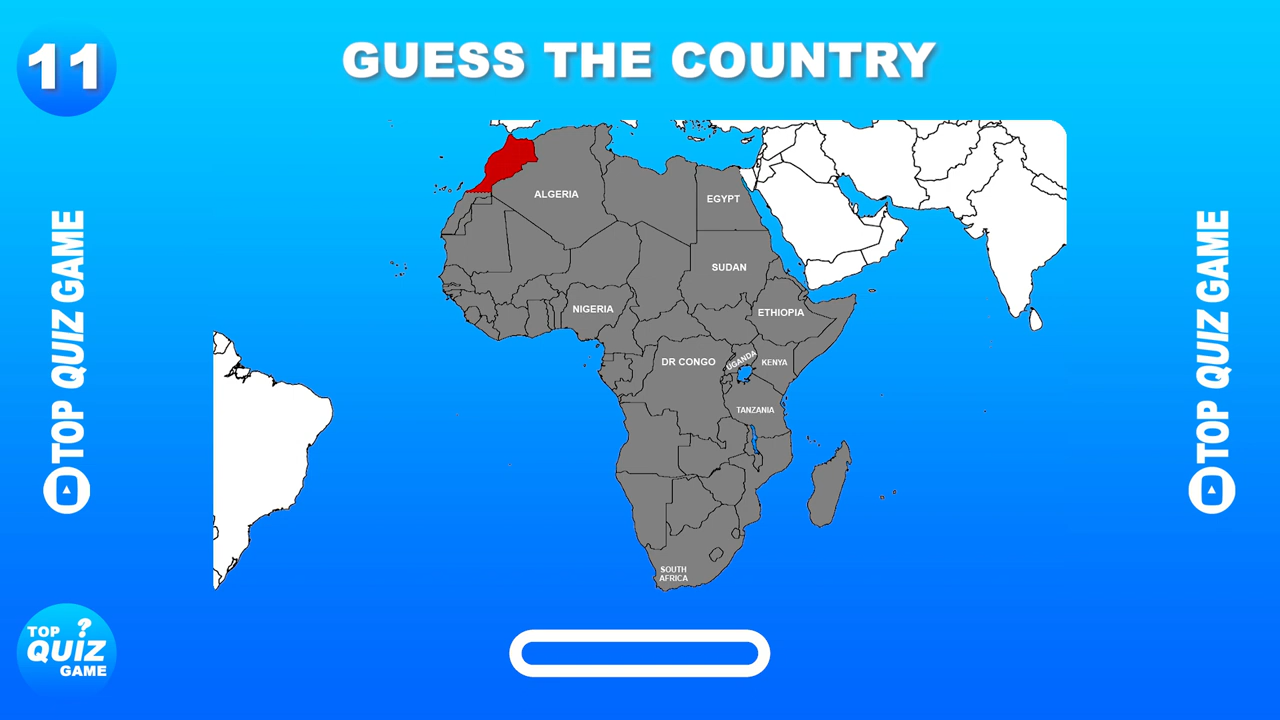 11
GUESS THE COUNTRY
TOP QUIZ GAME
ALGERIA
EGYPT
SUDAN
NIGERIA
ETHIOPIA
DR CONGO
UGANDA
KENYA
TANZANIA
SOUTH
AFRICA
TOP QUIZ GAME
TOP ?
QUIZ
GAME